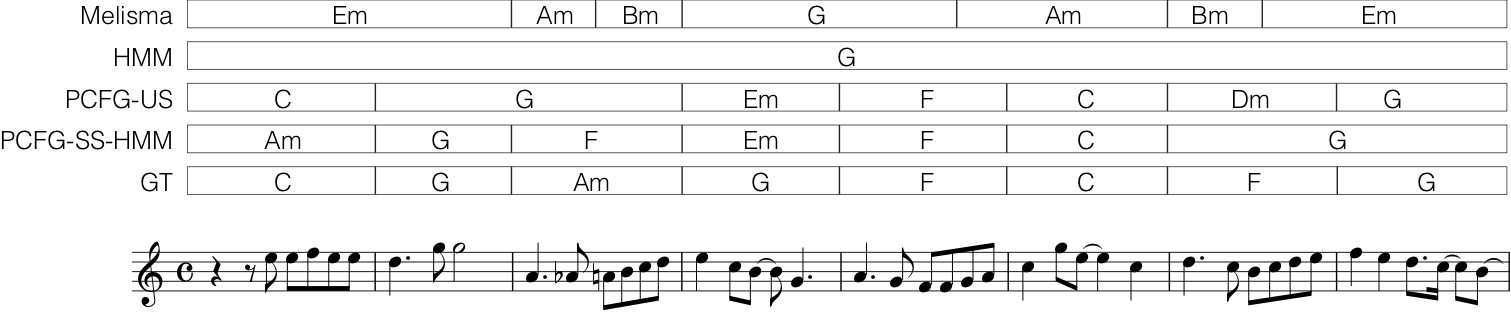 Melisma Em Am Bm G Am Bm Em
HMM G
PCFG-US C G Em F C Dm G
PCFG-SS-HMM Am G F Em F C G
GT C G Am G F C F G